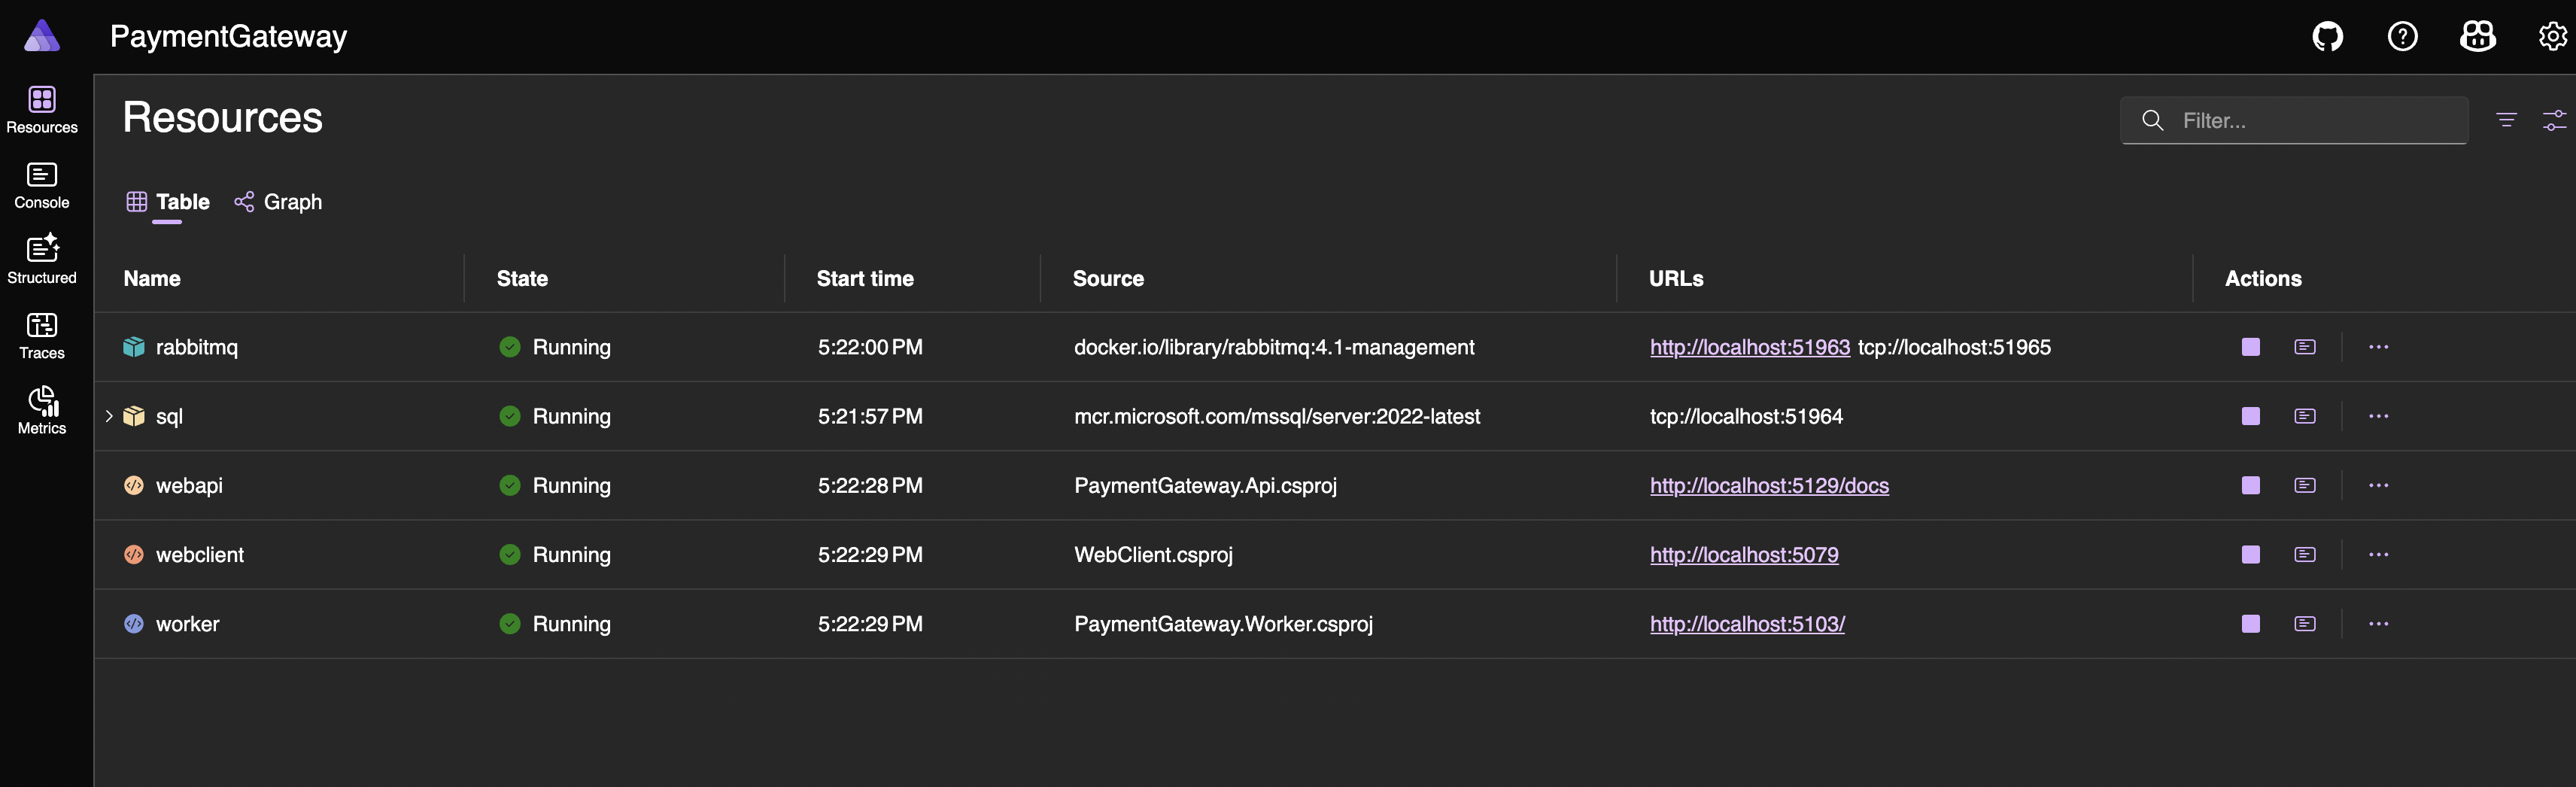 PaymentGateway
Resources
Console
Structured
Traces
Metrics
Resources
Filter...
Table Graph
Name State Start time Source URLs Actions
rabbitmq Running 5:22:00 PM docker.io/library/rabbitmq:4.1-management http://localhost:51963 tcp://localhost:51965
sql Running 5:21:57 PM mcr.microsoft.com/mssql/server:2022-latest tcp://localhost:51964
webapi Running 5:22:28 PM PaymentGateway.Api.csproj http://localhost:5129/docs
webclient Running 5:22:29 PM WebClient.csproj http://localhost:5079
worker Running 5:22:29 PM PaymentGateway.Worker.csproj http://localhost:5103/